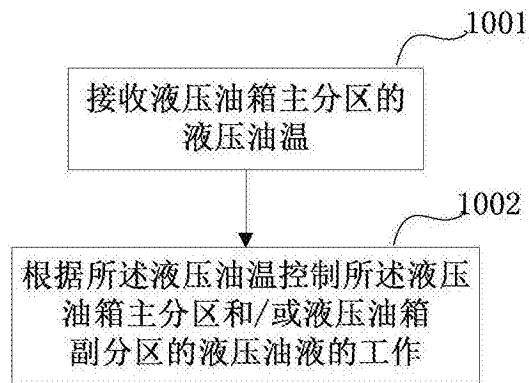 1001
接收液压油箱主分区的
液压油温
1002
根据所述液压油温控制所述液压
油箱主分区和/或液压油箱
副分区的液压油液的工作